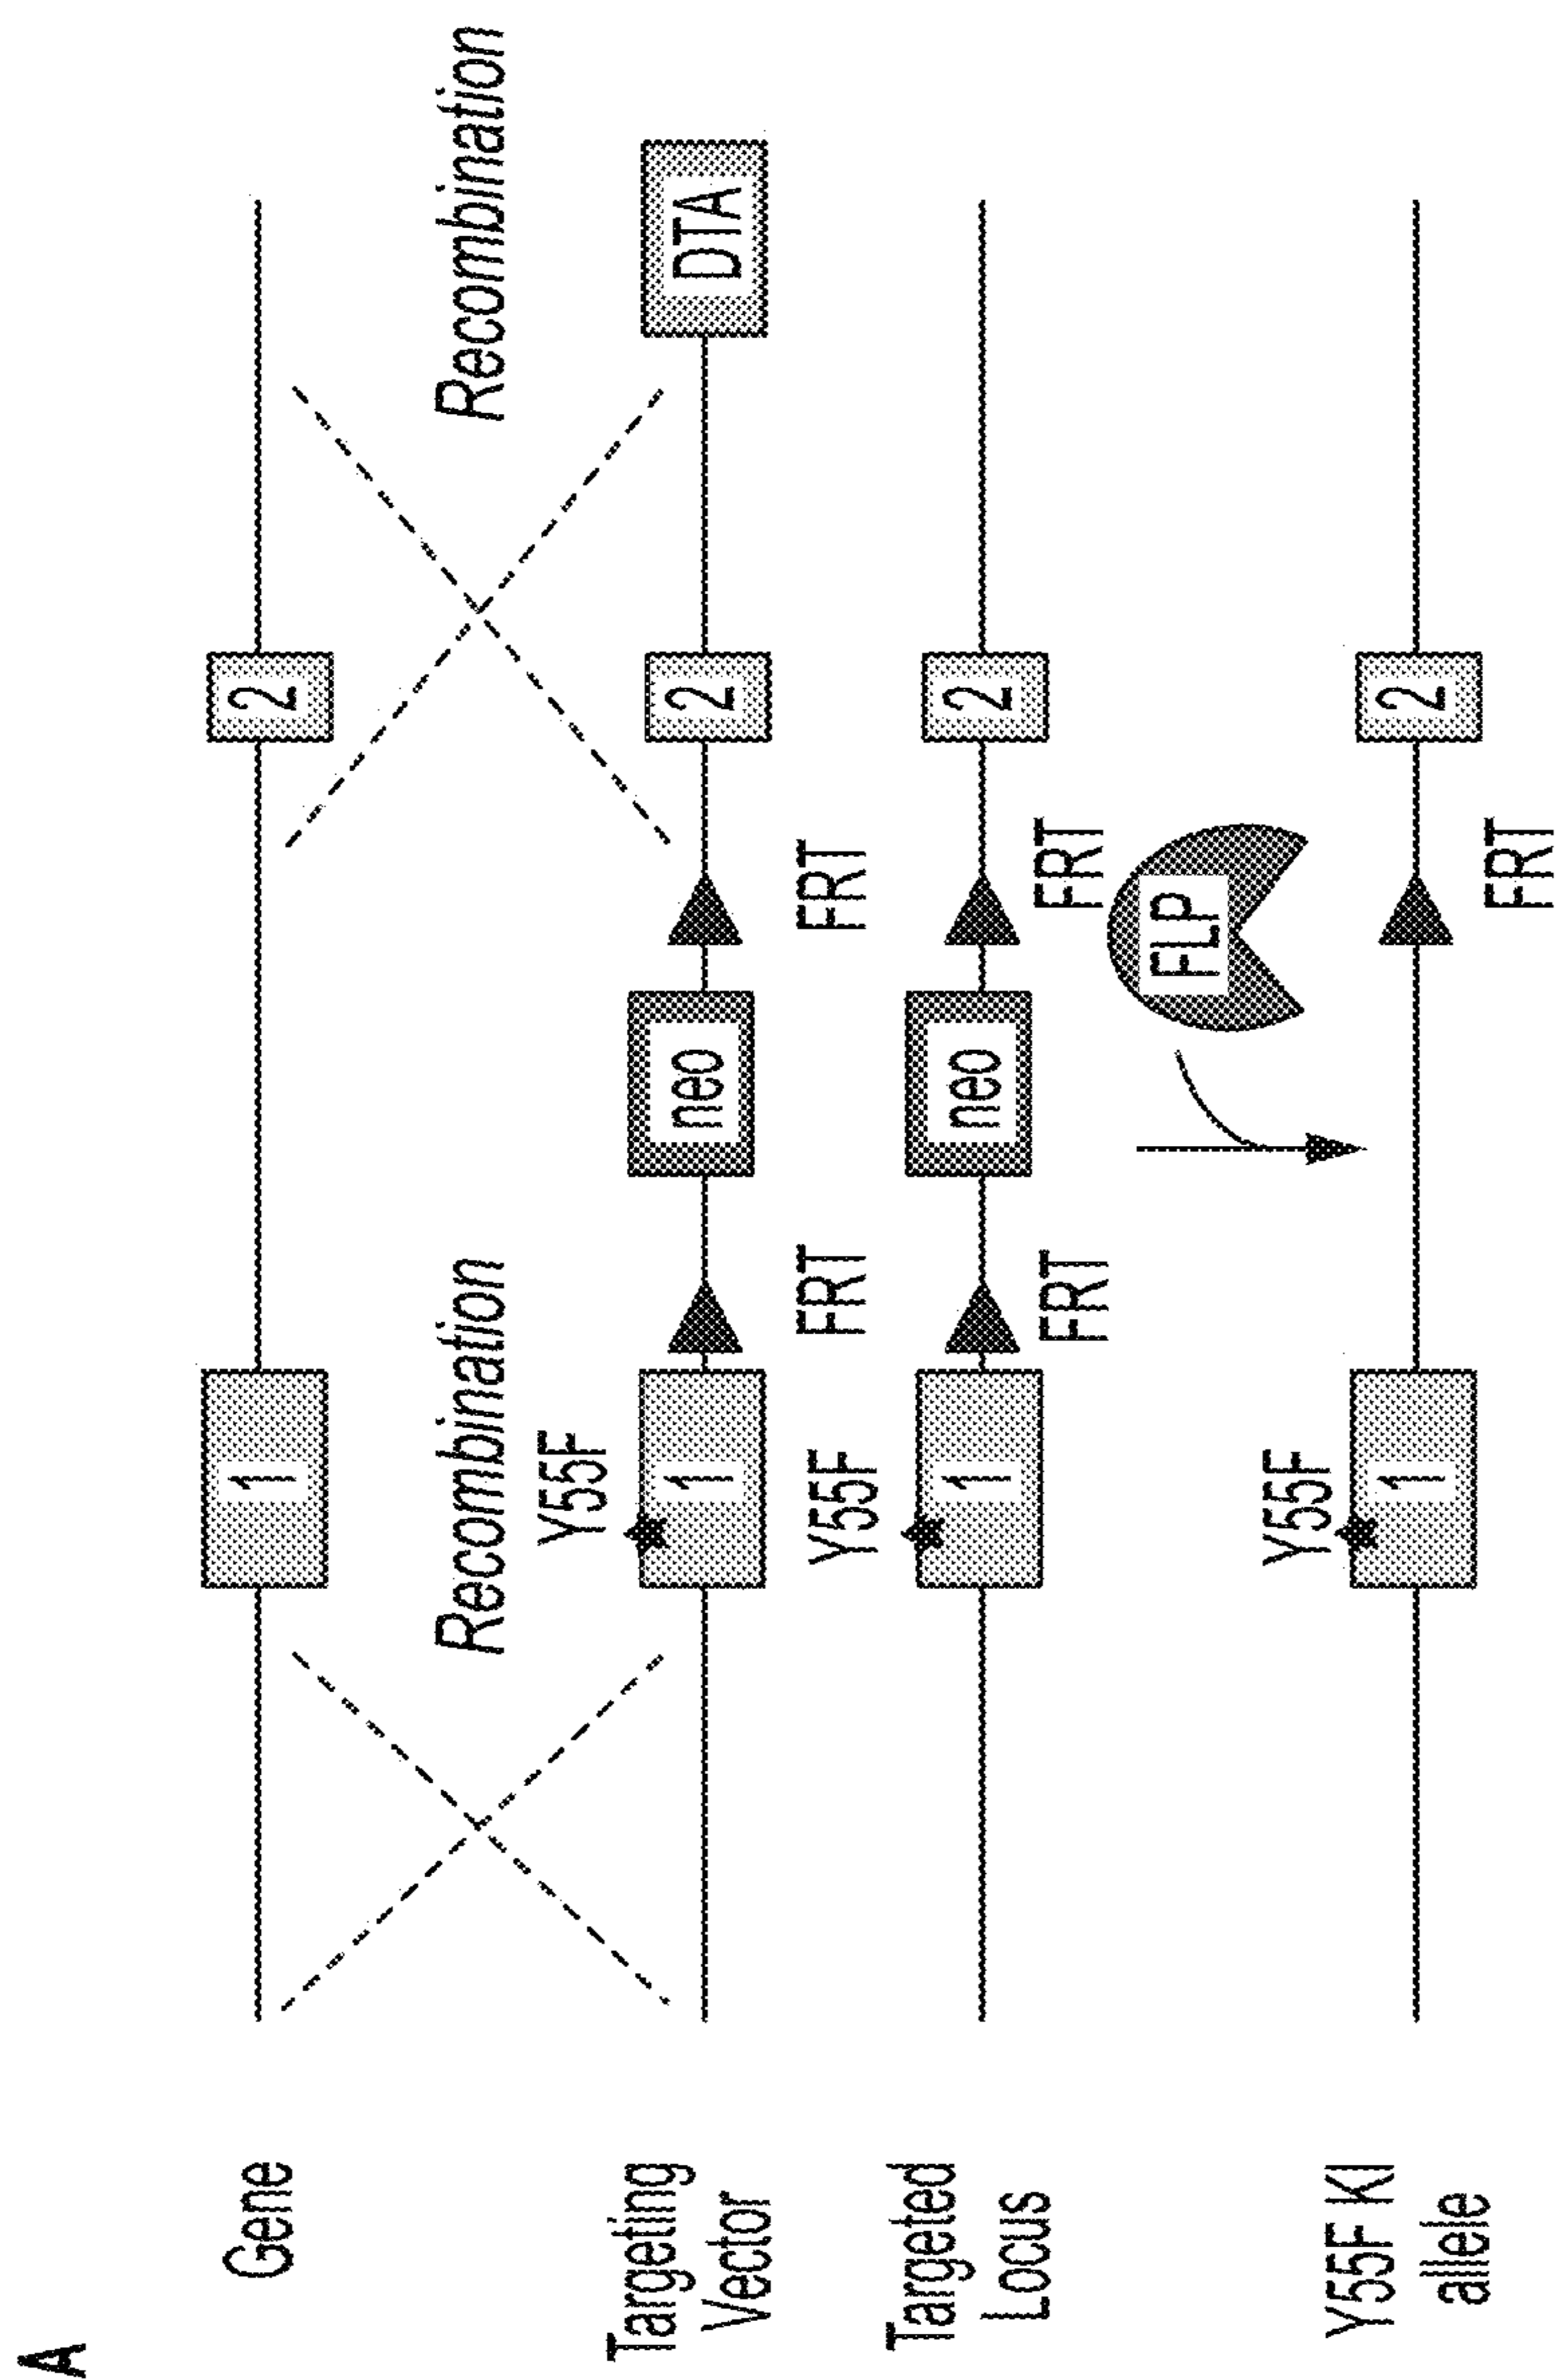 A
Gene
1
2
Recombination
Recombination
Targeting
Vector
Y55F
1
neo
2
DTA
FRT
FRT
Targeted
Locus
Y55F
1
neo
2
FRT
FRT
FLP
Y55F KI
allele
Y55F
1
2
FRT